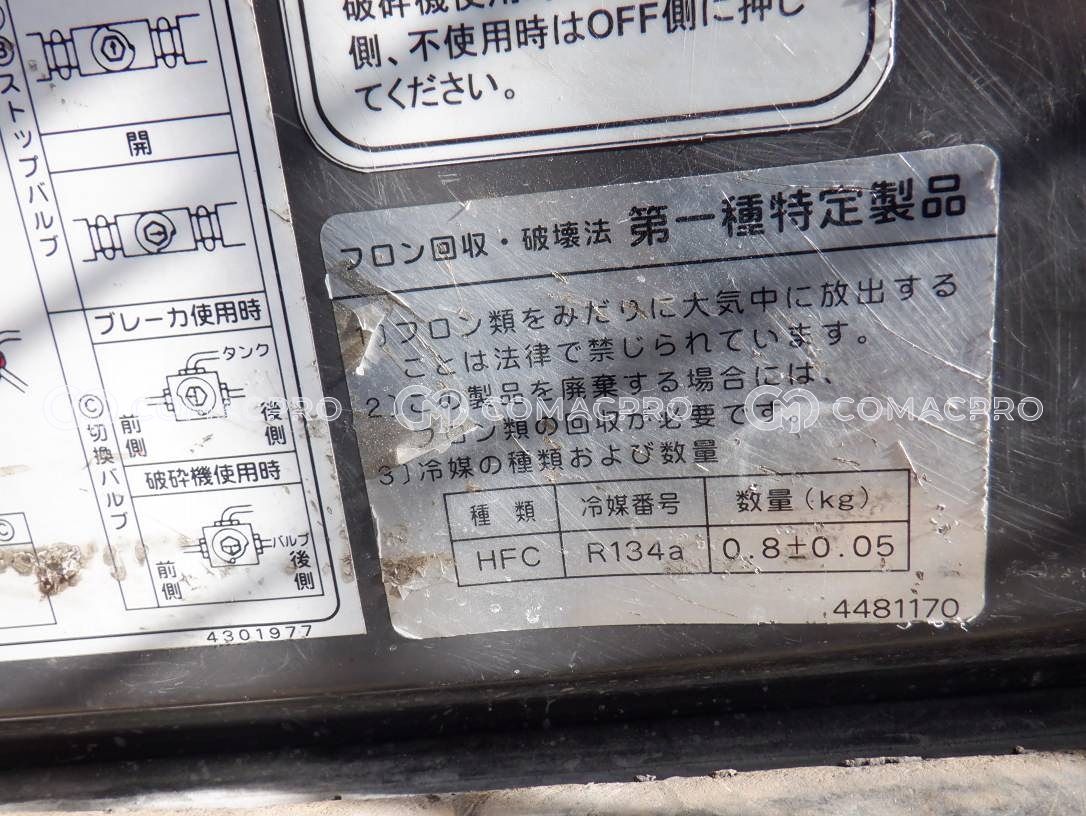 破砕機使用
側、不使用時はOFF側に押し
てください。
Ⓑストップバルブ
開
ブレーカ使用時
タンク
前側
後側
Ⓒ切換バルブ
破砕機使用時
バルブ
前側
後側
4301977
フロン回収・破壊法 第一種特定製品
1)フロン類をみだりに大気中に放出する
ことは法律で禁じられています。
2)この製品を廃棄する場合には、
フロン類の回収が必要です。
3)冷媒の種類および数量
種類 冷媒番号 数量(kg)
HFC R134a 0.8±0.05
4481170
COMACPRO COMACPRO COMACPRO